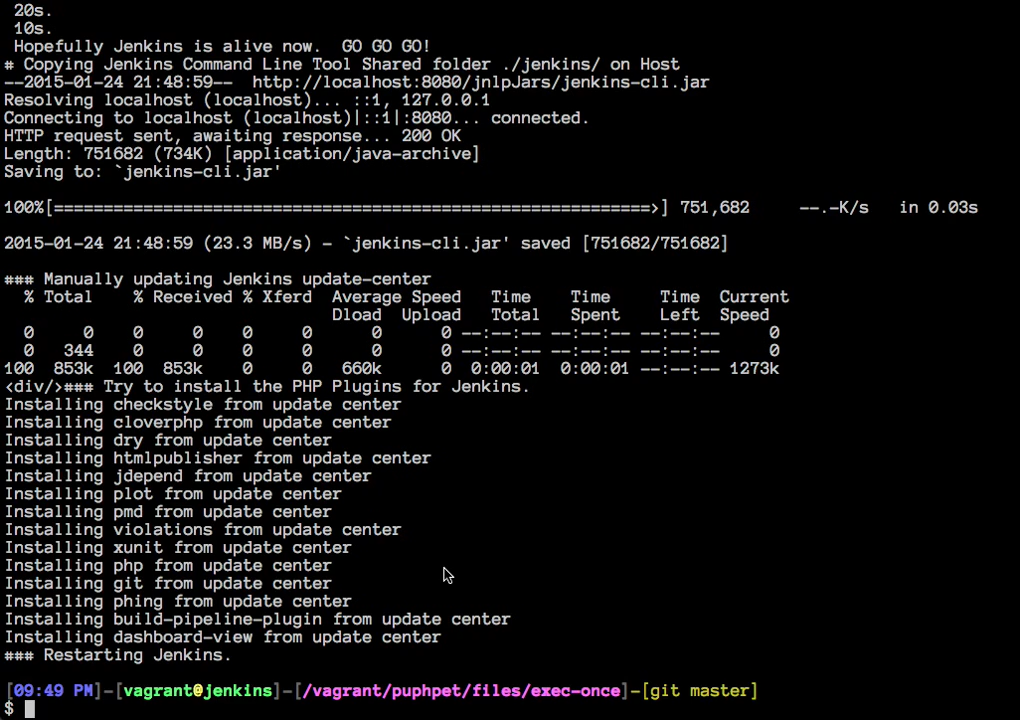 20s.
10s.
Hopefully Jenkins is alive now.  GO GO GO!
# Copying Jenkins Command Line Tool Shared folder ./jenkins/ on Host
--2015-01-24 21:48:59--  http://localhost:8080/jnlpJars/jenkins-cli.jar
Resolving localhost (localhost)... ::1, 127.0.0.1
Connecting to localhost (localhost)|::1|:8080... connected.
HTTP request sent, awaiting response... 200 OK
Length: 751682 (734K) [application/java-archive]
Saving to: `jenkins-cli.jar'
100%[============================================================>] 751,682     --.-K/s   in 0.03s
2015-01-24 21:48:59 (23.3 MB/s) - `jenkins-cli.jar' saved [751682/751682]
### Manually updating Jenkins update-center
  % Total    % Received % Xferd  Average Speed   Time    Time     Time  Current
                                 Dload  Upload   Total   Spent    Left  Speed
  0     0    0     0    0     0      0      0 --:--:-- --:--:-- --:--:--     0
  0   344    0     0    0     0      0      0 --:--:-- --:--:-- --:--:--     0
100  853k  100  853k    0     0   660k      0  0:00:01  0:00:01 --:--:-- 1273k
<div/>### Try to install the PHP Plugins for Jenkins.
Installing checkstyle from update center
Installing cloverphp from update center
Installing dry from update center
Installing htmlpublisher from update center
Installing jdepend from update center
Installing plot from update center
Installing pmd from update center
Installing violations from update center
Installing xunit from update center
Installing php from update center
Installing git from update center
Installing phing from update center
Installing build-pipeline-plugin from update center
Installing dashboard-view from update center
### Restarting Jenkins.
[09:49 PM]-[vagrant@jenkins]-[/vagrant/puphpet/files/exec-once]-[git master]
$